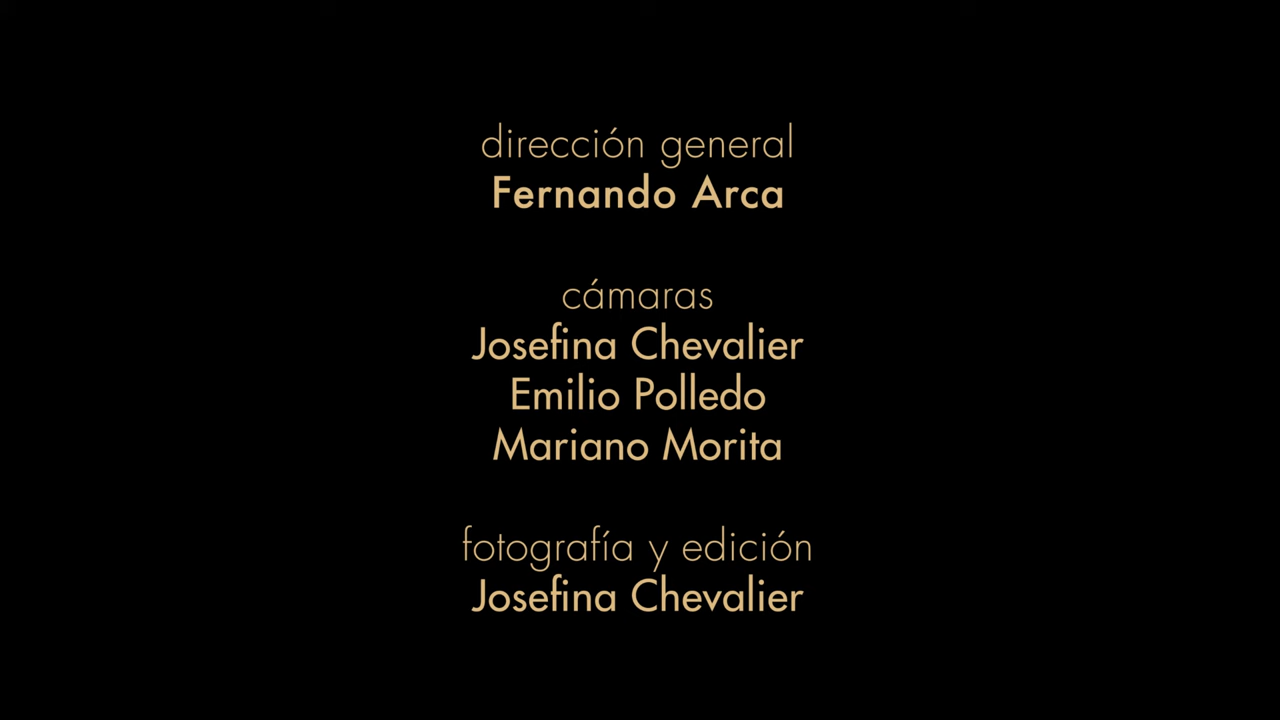 dirección general
Fernando Arca
cámaras
Josefina Chevalier
Emilio Polledo
Mariano Morita
fotografía y edición
Josefina Chevalier